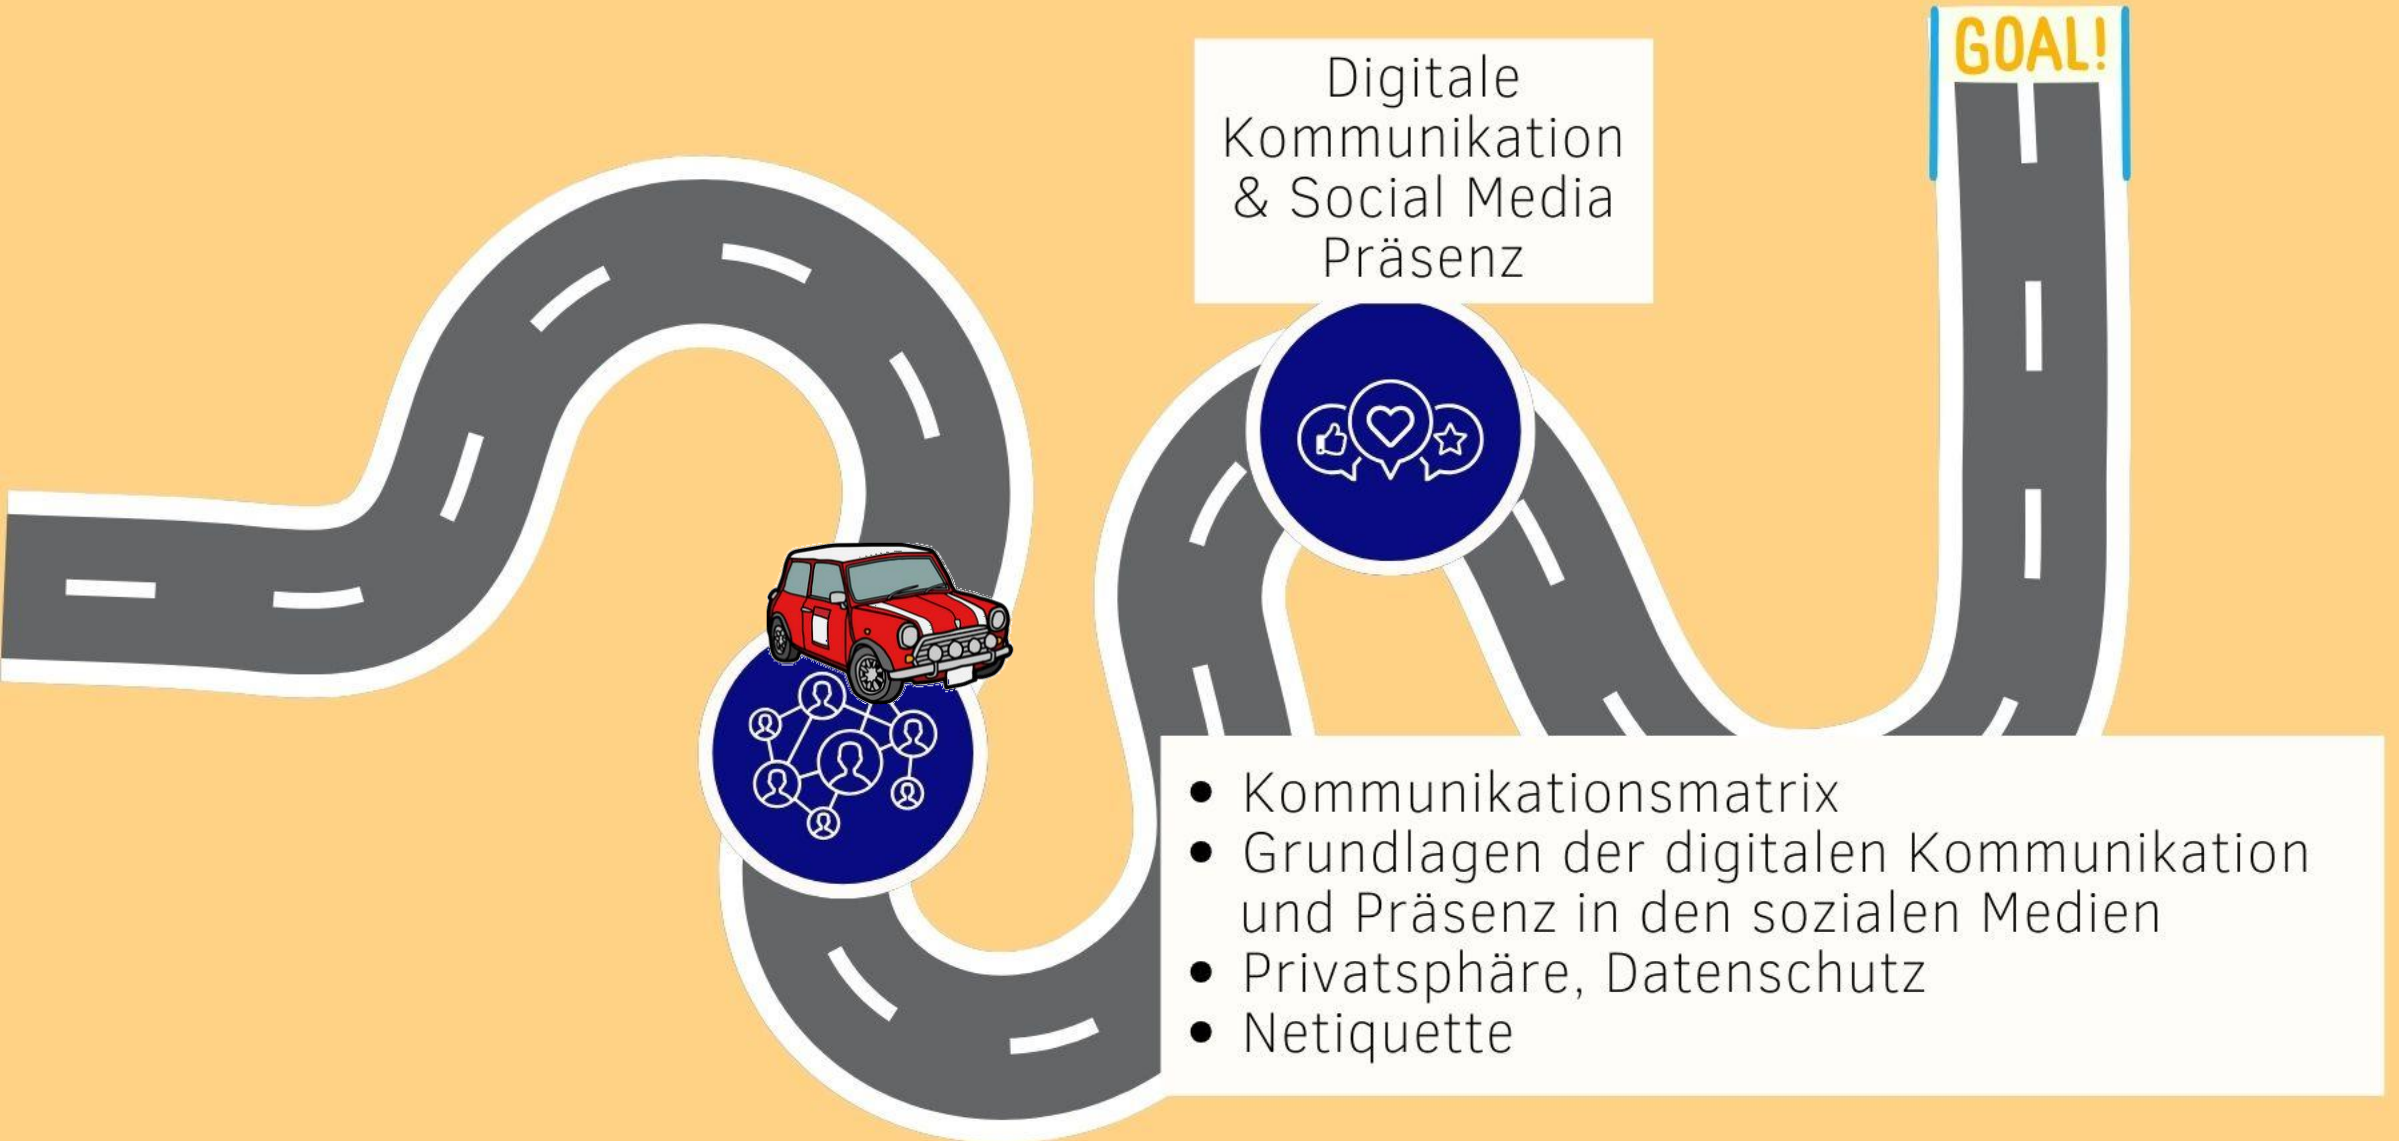 GOAL!
Digitale
Kommunikation
& Social Media
Präsenz
• Kommunikationsmatrix
• Grundlagen der digitalen Kommunikation
und Präsenz in den sozialen Medien
• Privatsphäre, Datenschutz
• Netiquette